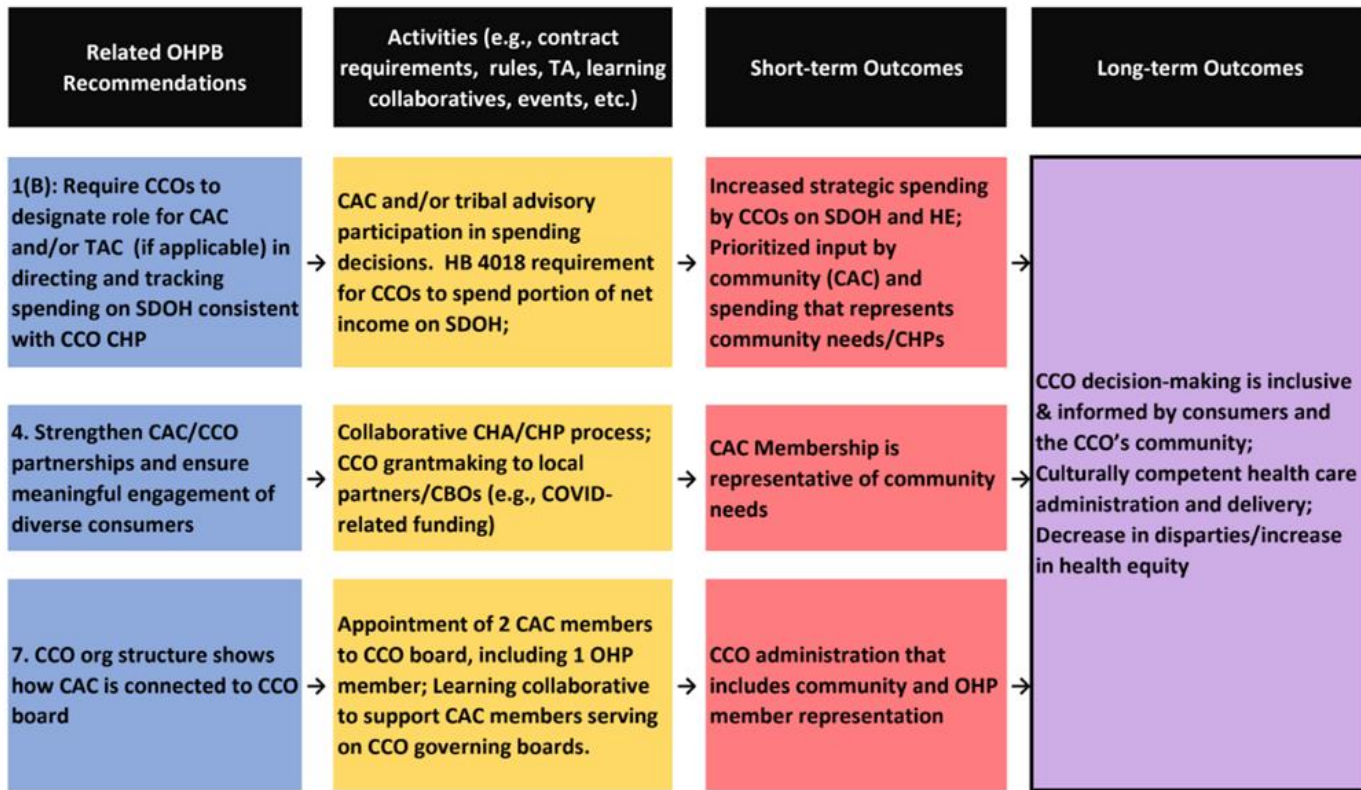 Related OHPB
Recommendations
Activities (e.g., contract
requirements, rules, TA, learning
collaboratives, events, etc.)
Short-term Outcomes
Long-term Outcomes
1(B): Require CCOs to
designate role for CAC
and/or TAC (if applicable) in
directing and tracking
spending on SDOH consistent
with CCO CHP
→
CAC and/or tribal advisory
participation in spending
decisions. HB 4018 requirement
for CCOs to spend portion of net
income on SDOH;
→
Increased strategic spending
by CCOs on SDOH and HE;
Prioritized input by
community (CAC) and
spending that represents
community needs/CHPs
→
4. Strengthen CAC/CCO
partnerships and ensure
meaningful engagement of
diverse consumers
→
Collaborative CHA/CHP process;
CCO grantmaking to local
partners/CBOs (e.g., COVID-
related funding)
→
CAC Membership is
representative of community
needs
→
7. CCO org structure shows
how CAC is connected to CCO
board
→
Appointment of 2 CAC members
to CCO board, including 1 OHP
member; Learning collaborative
to support CAC members serving
on CCO governing boards.
→
CCO administration that
includes community and OHP
member representation
→
CCO decision-making is inclusive
& informed by consumers and
the CCO's community;
Culturally competent health care
administration and delivery;
Decrease in disparties/increase
in health equity